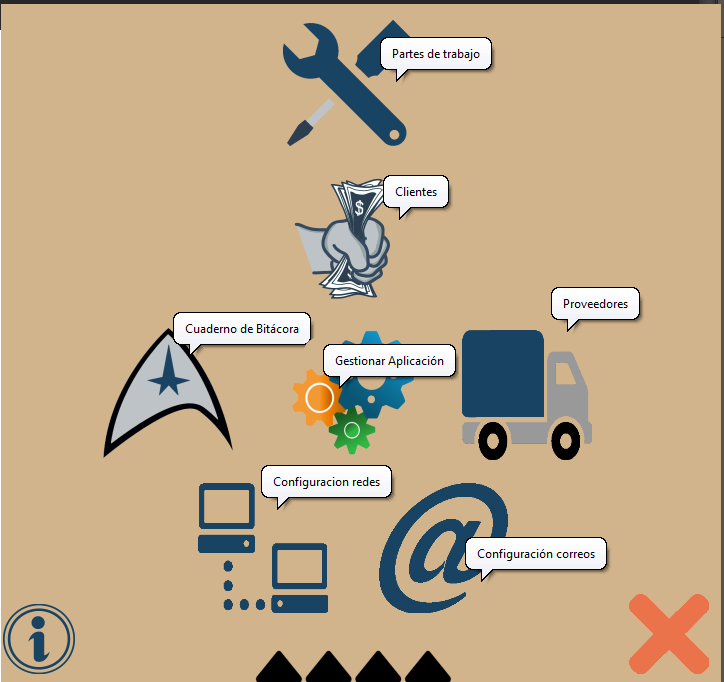 Partes de trabajo
$
Clientes
Proveedores
Cuaderno de Bitácora
Gestionar Aplicación
Configuracion redes
@
Configuración correos
i